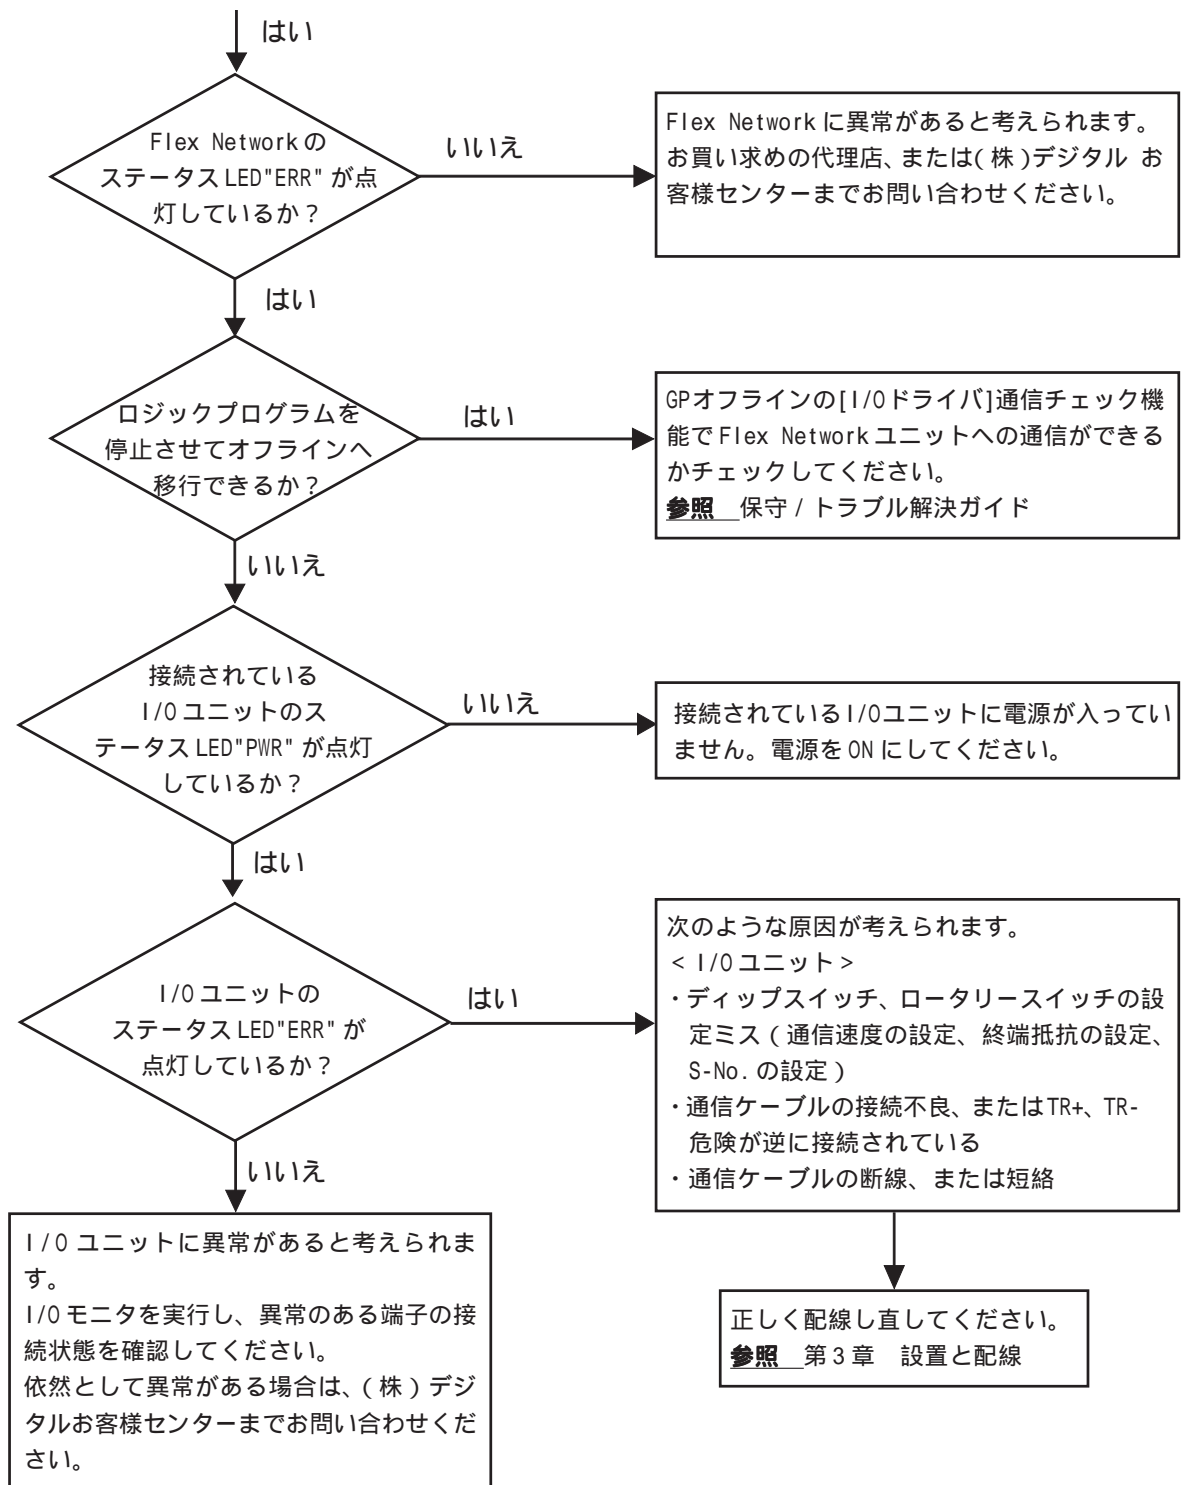 はい
Flex Networkの
ステータスLED"ERR"が点
灯しているか？
いいえ
Flex Networkに異常があると考えられます。
お買い求めの代理店、または(株)デジタル お
客様センターまでお問い合わせください。
はい
ロジックプログラムを
停止させてオフラインへ
移行できるか？
はい
GPオフラインの[I/Oドライバ]通信チェック機
能でFlex Networkユニットへの通信ができる
かチェックしてください。
参照 保守/トラブル解決ガイド
いいえ
接続されている
I/Oユニットのス
テータスLED"PWR"が点灯
しているか？
いいえ
接続されているI/Oユニットに電源が入ってい
ません。電源をONにしてください。
はい
I/Oユニットの
ステータスLED"ERR"が
点灯しているか？
はい
次のような原因が考えられます。
<I/Oユニット>
・ディップスイッチ、ロータリースイッチの設
定ミス(通信速度の設定、終端抵抗の設定、
S-No.の設定)
・通信ケーブルの接続不良、またはTR+、TR-
危険が逆に接続されている
・通信ケーブルの断線、または短絡
いいえ
I/Oユニットに異常があると考えられま
す。
I/Oモニタを実行し、異常のある端子の接
続状態を確認してください。
依然として異常がある場合は、(株)デジ
タルお客様センターまでお問い合わせくだ
さい。
正しく配線し直してください。
参照 第3章 設置と配線